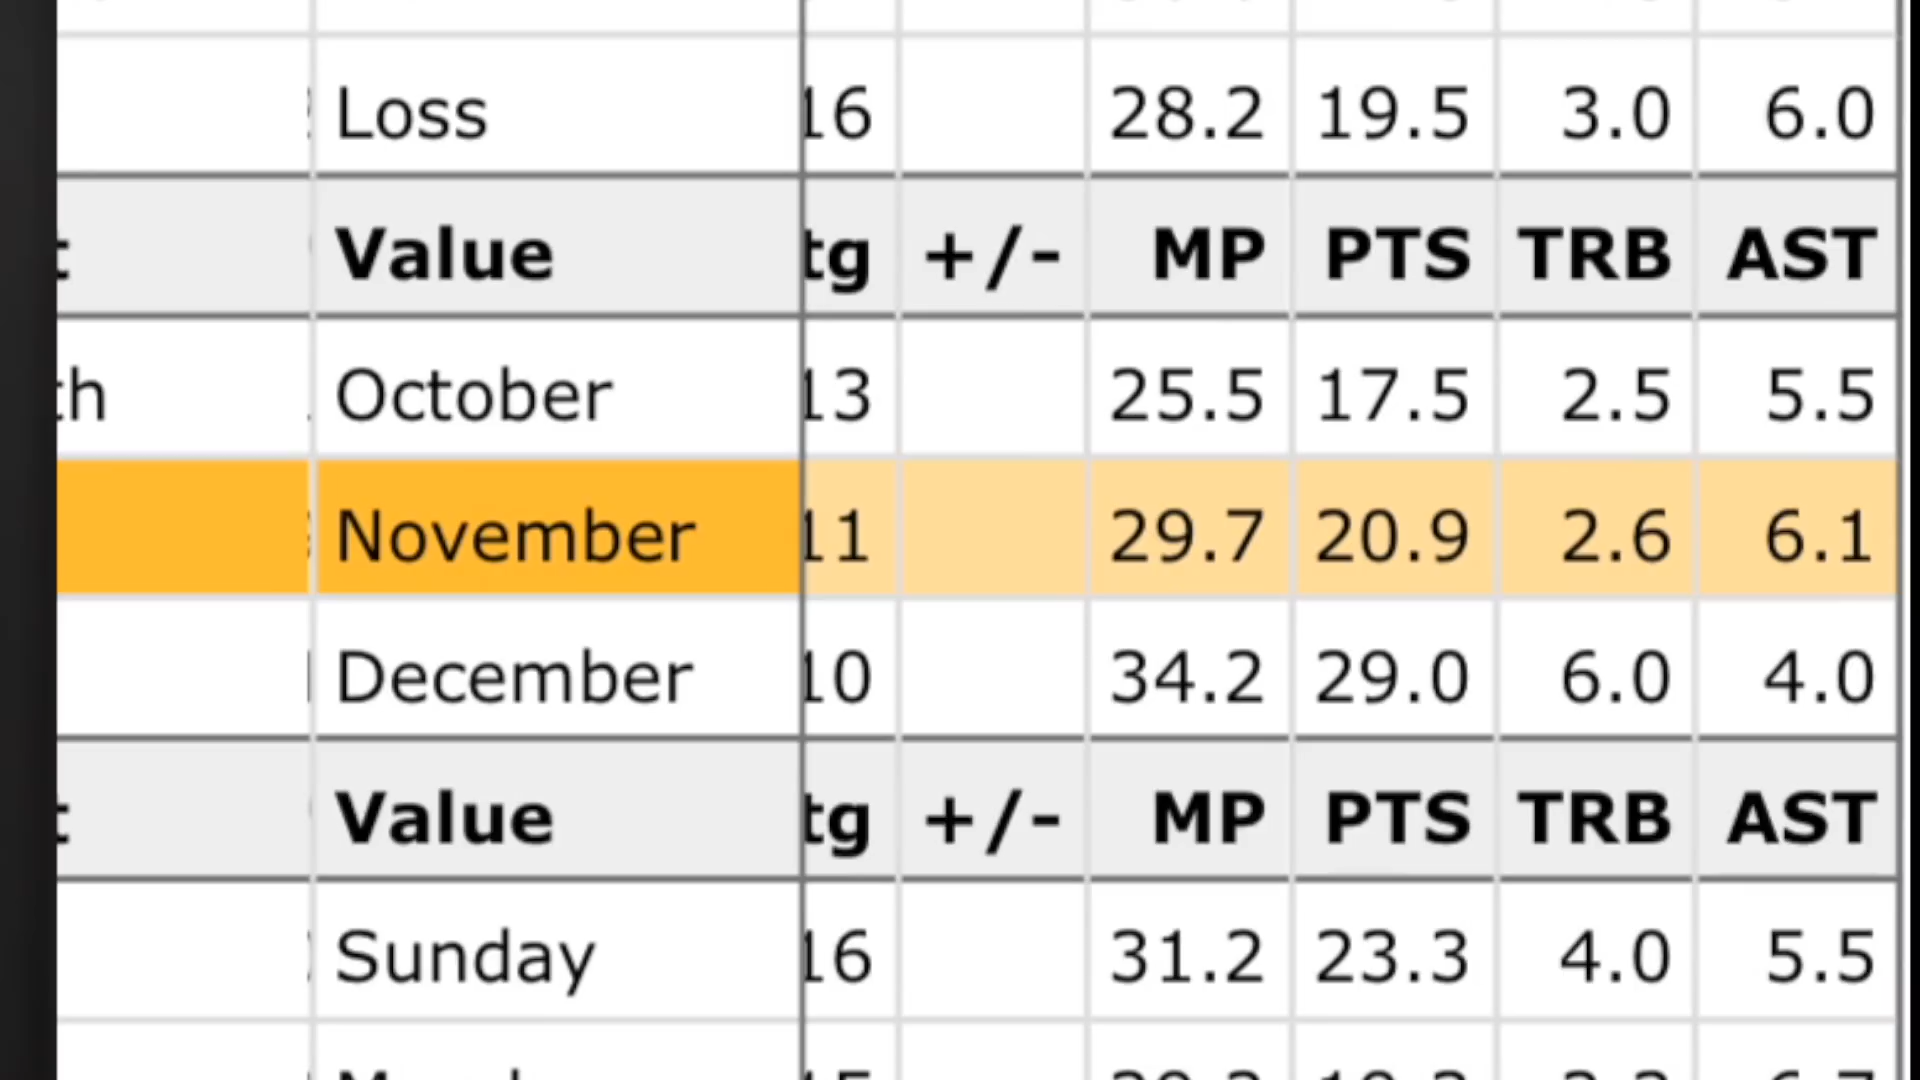 Loss 16 28.2 19.5 3.0 6.0
t Value tg +/- MP PTS TRB AST
th October 13 25.5 17.5 2.5 5.5
November 11 29.7 20.9 2.6 6.1
December 10 34.2 29.0 6.0 4.0
t Value tg +/- MP PTS TRB AST
Sunday 16 31.2 23.3 4.0 5.5